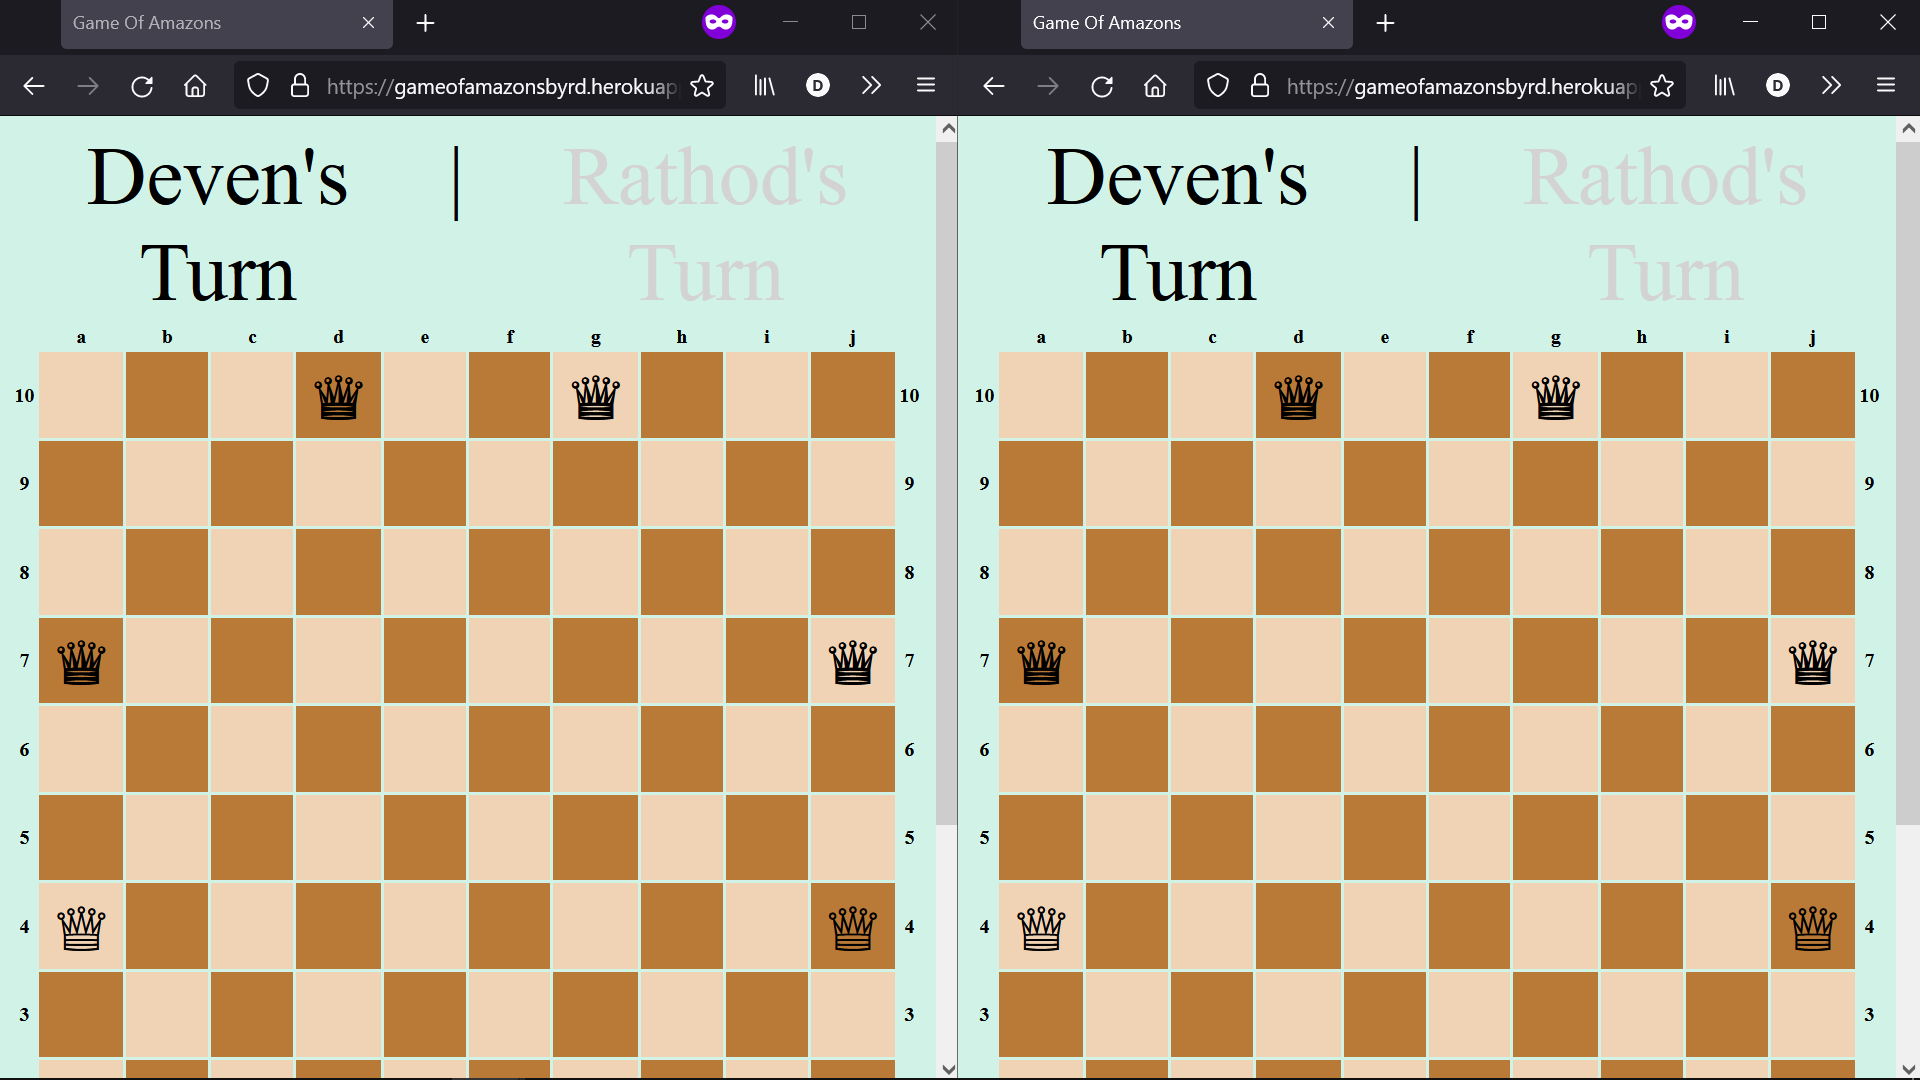 Game Of Amazons
https://gameofamazonsbyrd.herokuap
Deven's | Rathod's
Turn Turn
a b c d e f g h i j
10 10
9 9
8 8
7 7
6 6
5 5
4 4
3 3
Game Of Amazons
https://gameofamazonsbyrd.herokuap
Deven's | Rathod's
Turn Turn
a b c d e f g h i j
10 10
9 9
8 8
7 7
6 6
5 5
4 4
3 3